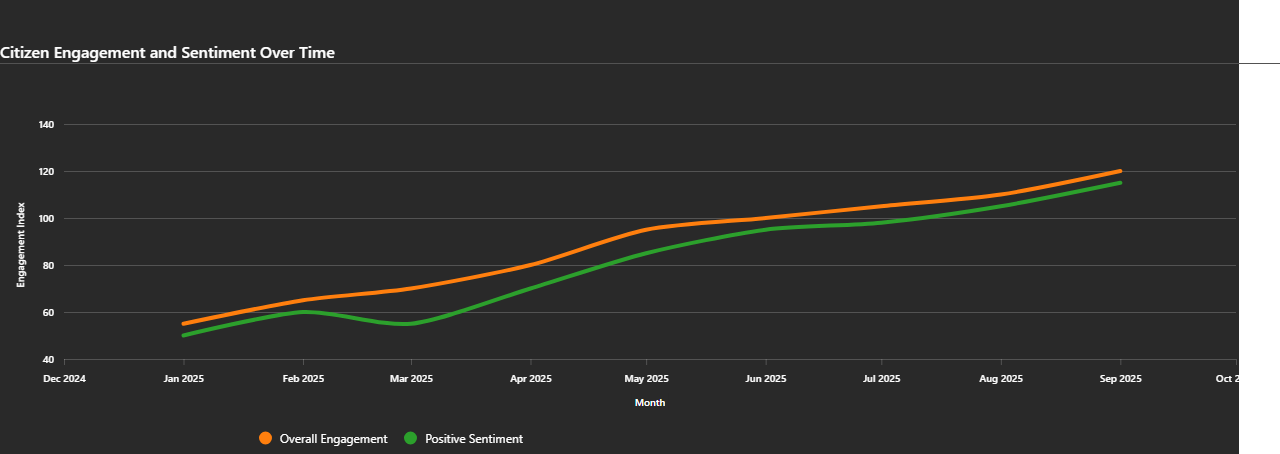 Citizen Engagement and Sentiment Over Time
140
120
100
80
60
40
Engagement Index
Dec 2024 Jan 2025 Feb 2025 Mar 2025 Apr 2025 May 2025 Jun 2025 Jul 2025 Aug 2025 Sep 2025 Oct 2
Month
Overall Engagement Positive Sentiment